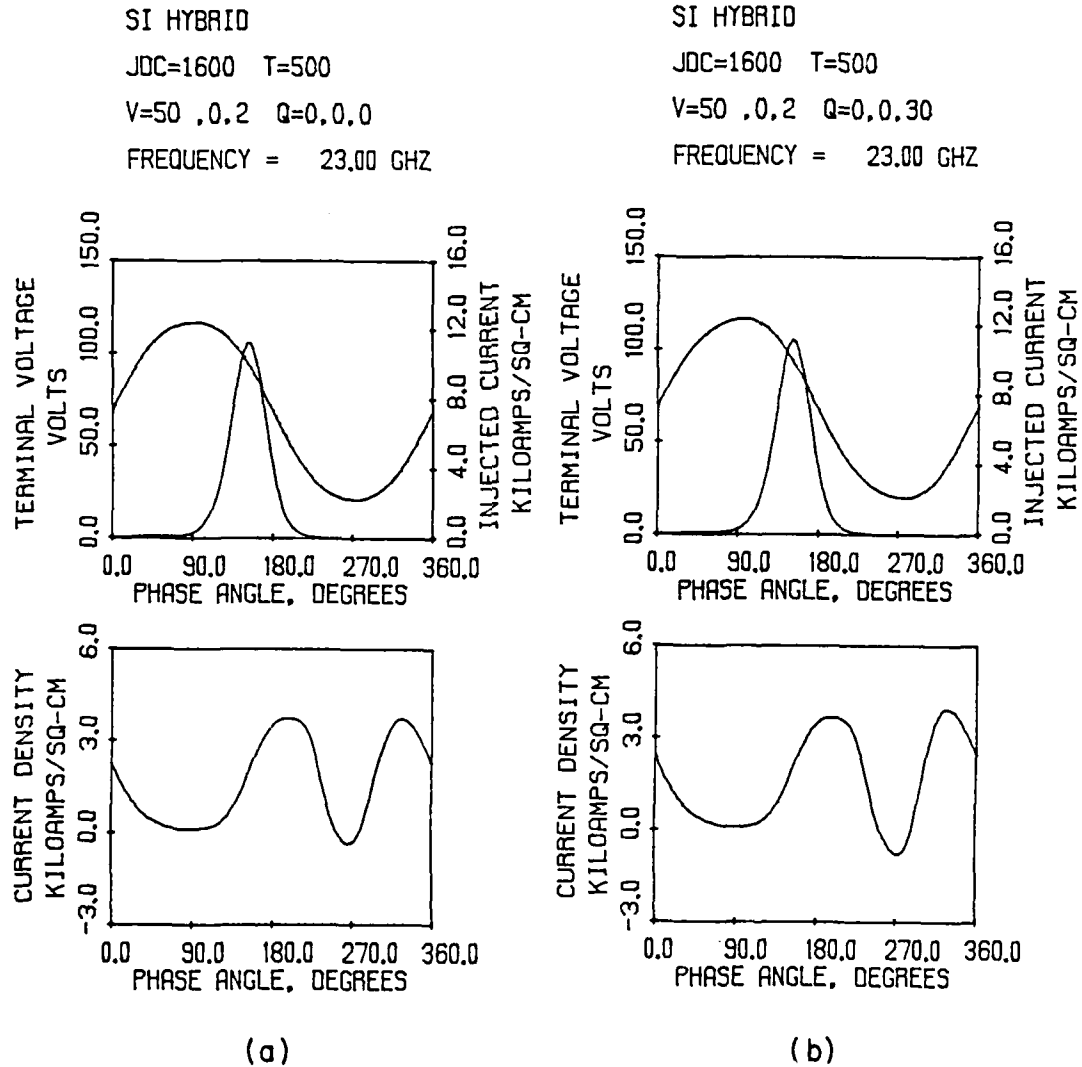 SI HYBRID
JDC=1600 T=500
V=50 ,0,2 Q=0,0,0
FREQUENCY = 23.00 GHZ
TERMINAL VOLTAGE
VOLTS
150.0
100.0
50.0
0.0
16.0
12.0
8.0
4.0
0.0
INJECTED CURRENT
KILOAMPS/SQ-CM
0.0 90.0 180.0 270.0 360.0
PHASE ANGLE, DEGREES
CURRENT DENSITY
KILOAMPS/SQ-CM
6.0
3.0
0.0
-3.0
0.0 90.0 180.0 270.0 360.0
PHASE ANGLE, DEGREES
(a)
SI HYBRID
JDC=1600 T=500
V=50 ,0,2 Q=0,0,30
FREQUENCY = 23.00 GHZ
TERMINAL VOLTAGE
VOLTS
150.0
100.0
50.0
0.0
16.0
12.0
8.0
4.0
0.0
INJECTED CURRENT
KILOAMPS/SQ-CM
0.0 90.0 180.0 270.0 360.0
PHASE ANGLE, DEGREES
CURRENT DENSITY
KILOAMPS/SQ-CM
6.0
3.0
0.0
-3.0
0.0 90.0 180.0 270.0 360.0
PHASE ANGLE, DEGREES
(b)